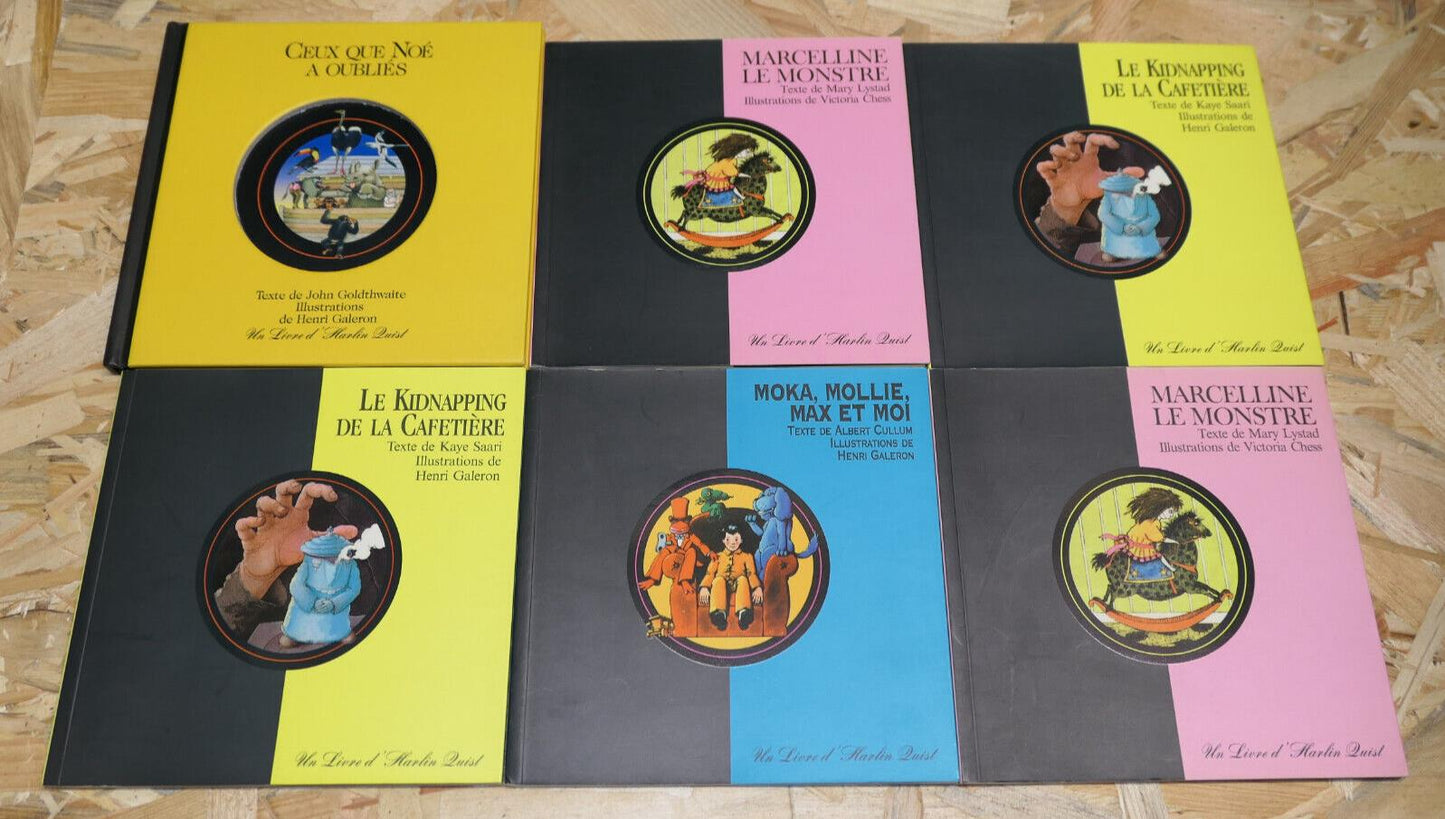 CEUX QUE NOÉ
A OUBLIÉS
Texte de John Goldthwaite
Illustrations
de Henri Galeron
Un Livre d'Harlin Quist
MARCELLINE
LE MONSTRE
Texte de Mary Lystad
Illustrations de Victoria Chess
Un Livre d'Harlin Quist
LE KIDNAPPING
DE LA CAFETIÈRE
Texte de Kaye Saari
Illustrations de
Henri Galeron
Un Livre d'Harlin Quist
LE KIDNAPPING
DE LA CAFETIÈRE
Texte de Kaye Saari
Illustrations de
Henri Galeron
Un Livre d'Harlin Quist
MOKA, MOLLIE,
MAX ET MOI
TEXTE DE ALBERT CULLUM
ILLUSTRATIONS DE
HENRI GALERON
Un Livre d'Harlin Quist
MARCELLINE
LE MONSTRE
Texte de Mary Lystad
Illustrations de Victoria Chess
Un Livre d'Harlin Quist